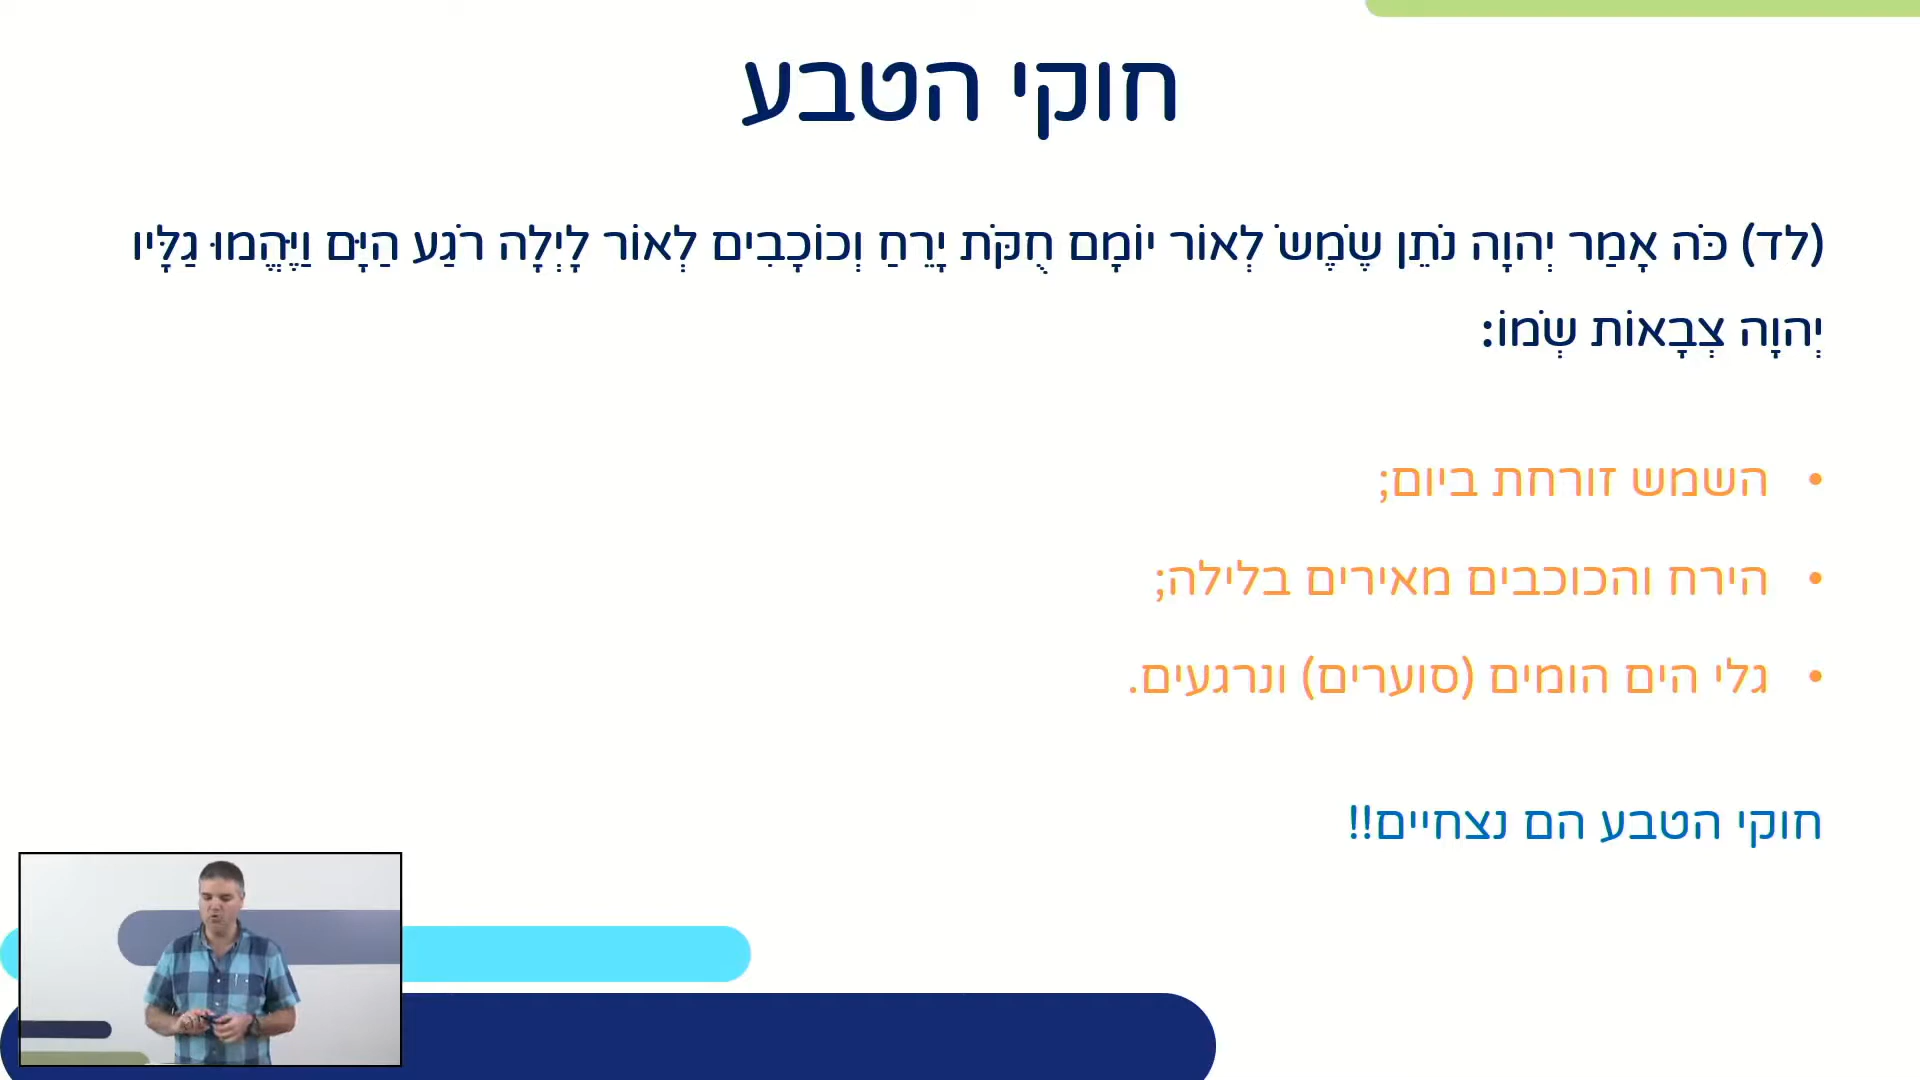 חוקי הטבע
(לד) כֹּה אָמַר יְהוָה נֹתֵן שֶׁמֶשׁ לְאוֹר יוֹמָם חֻקֹּת יָרֵחַ וְכוֹכָבִים לְאוֹר לָיְלָה רֹגַע הַיָּם וַיֶּהֱמוּ גַלָּיו
יְהוָה צְבָאוֹת שְׁמוֹ:
• השמש זורחת ביום;
• הירח והכוכבים מאירים בלילה;
• גלי הים הומים (סוערים) ונרגעים.
חוקי הטבע הם נצחיים!!